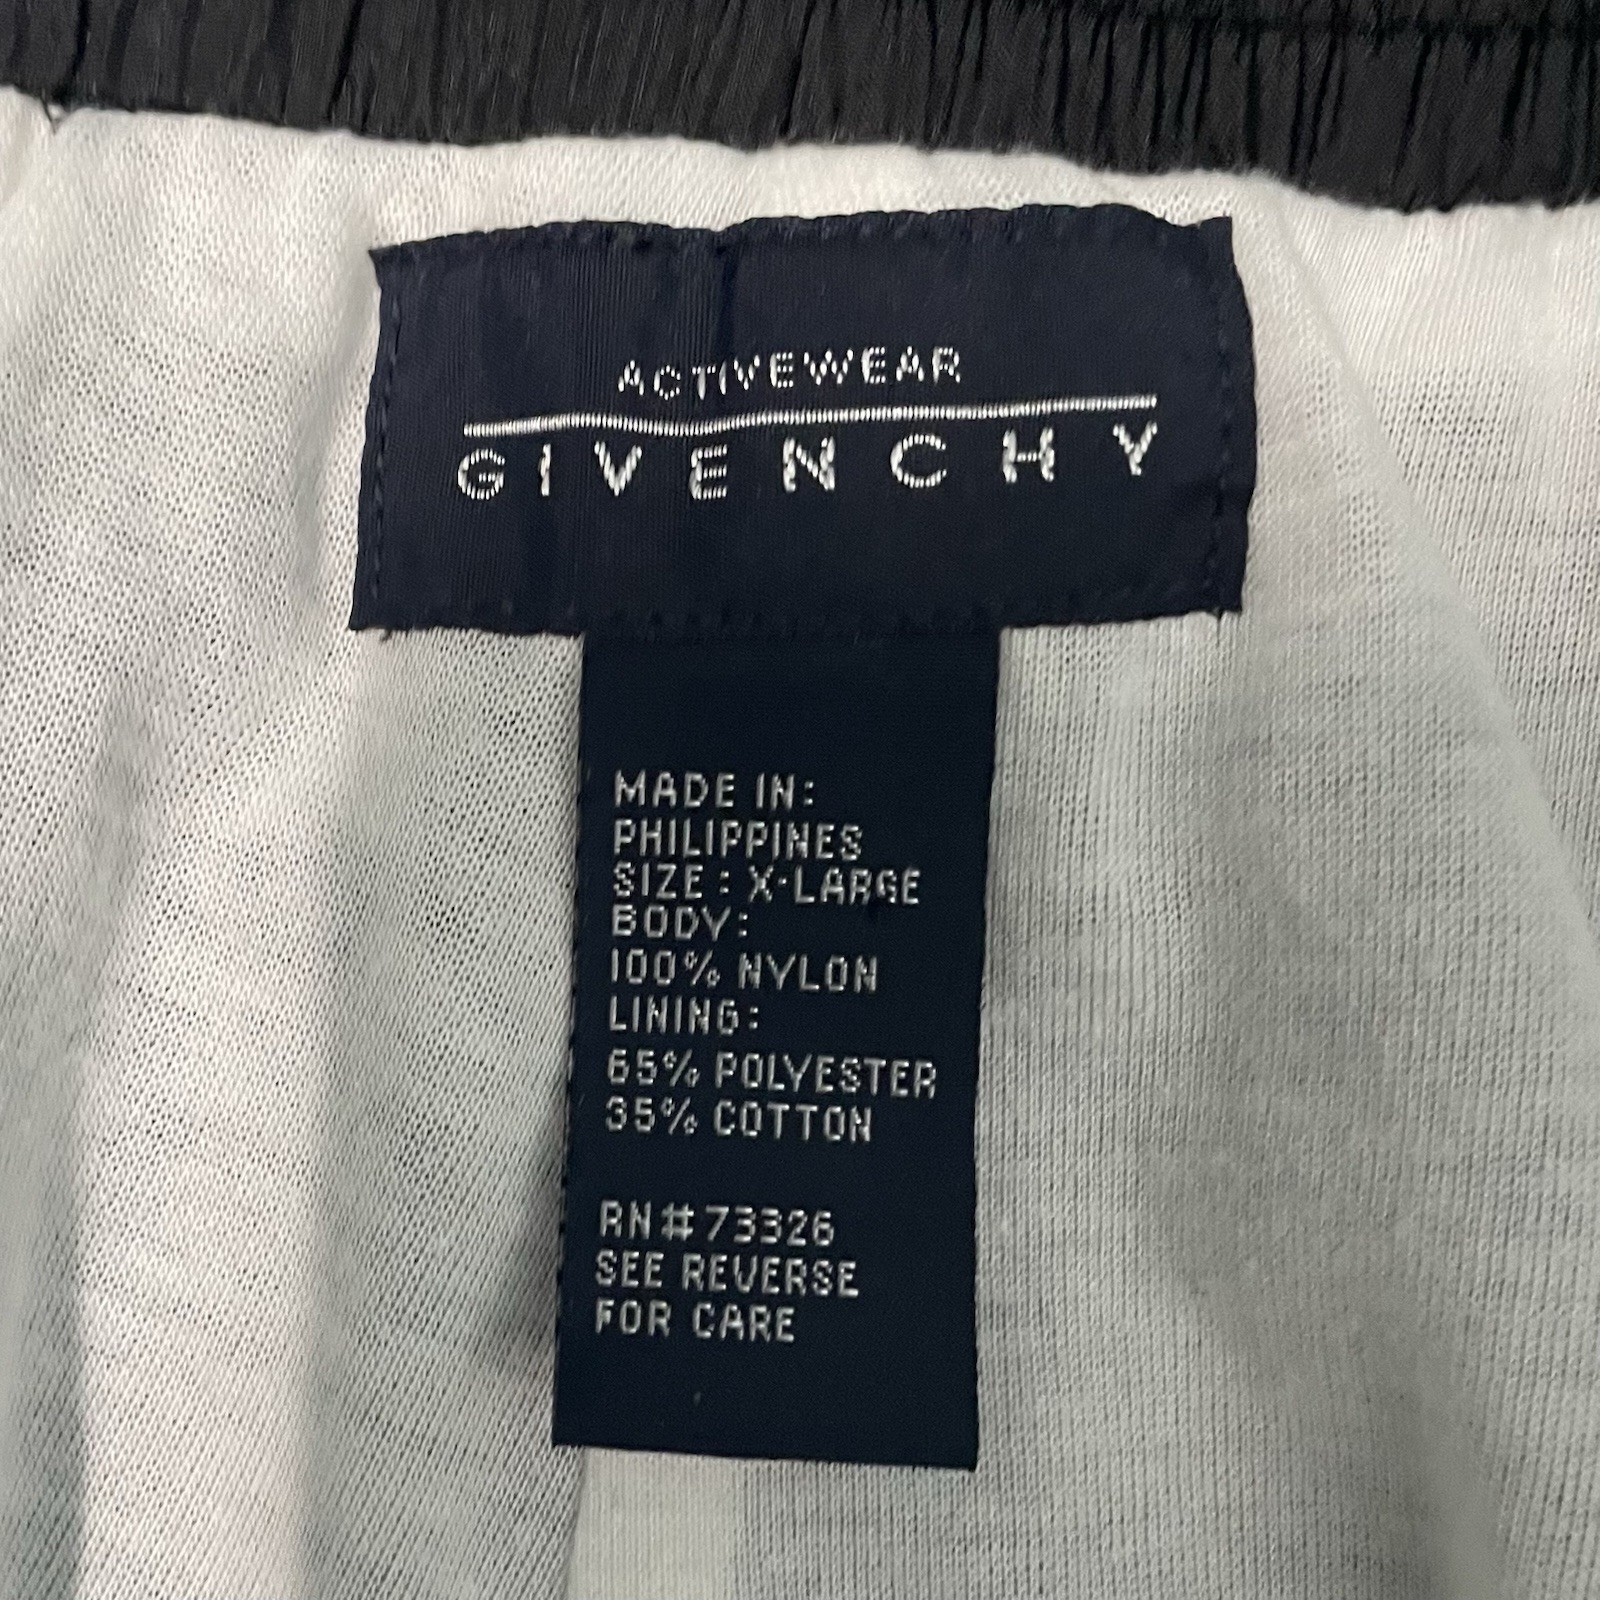 ACTIVEWEAR
GIVENCHY
MADE IN:
PHILIPPINES
SIZE: X-LARGE
BODY:
100% NYLON
LINING:
65% POLYESTER
35% COTTON
RN#73326
SEE REVERSE
FOR CARE